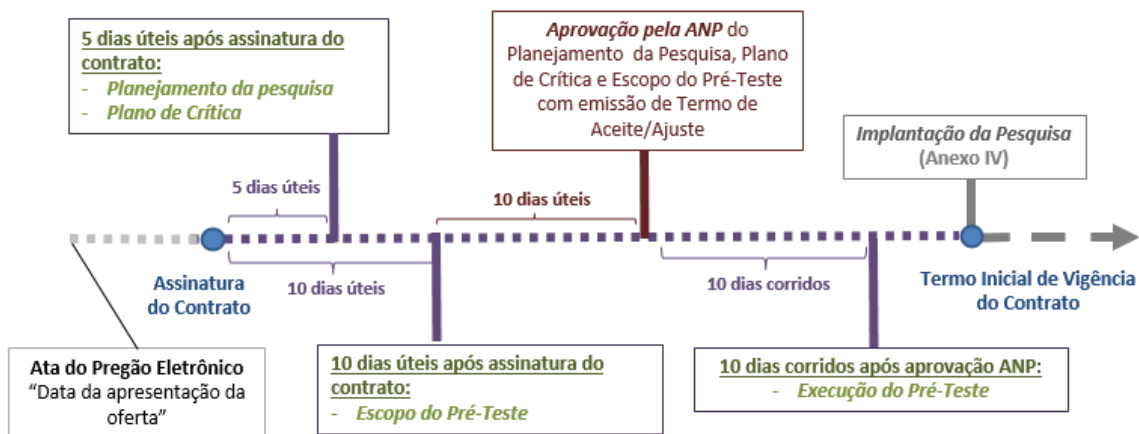 5 dias úteis após assinatura do
contrato:
- Planejamento da pesquisa
- Plano de Crítica
Aprovação pela ANP do
Planejamento da Pesquisa, Plano
de Crítica e Escopo do Pré-Teste
com emissão de Termo de
Aceite/Ajuste
Implantação da Pesquisa
(Anexo IV)
5 dias úteis
10 dias úteis
Assinatura
do Contrato
10 dias úteis
10 dias corridos
Termo Inicial de Vigência
do Contrato
Ata do Pregão Eletrônico
“Data da apresentação da
oferta”
10 dias úteis após assinatura do
contrato:
- Escopo do Pré-Teste
10 dias corridos após aprovação ANP:
- Execução do Pré-Teste